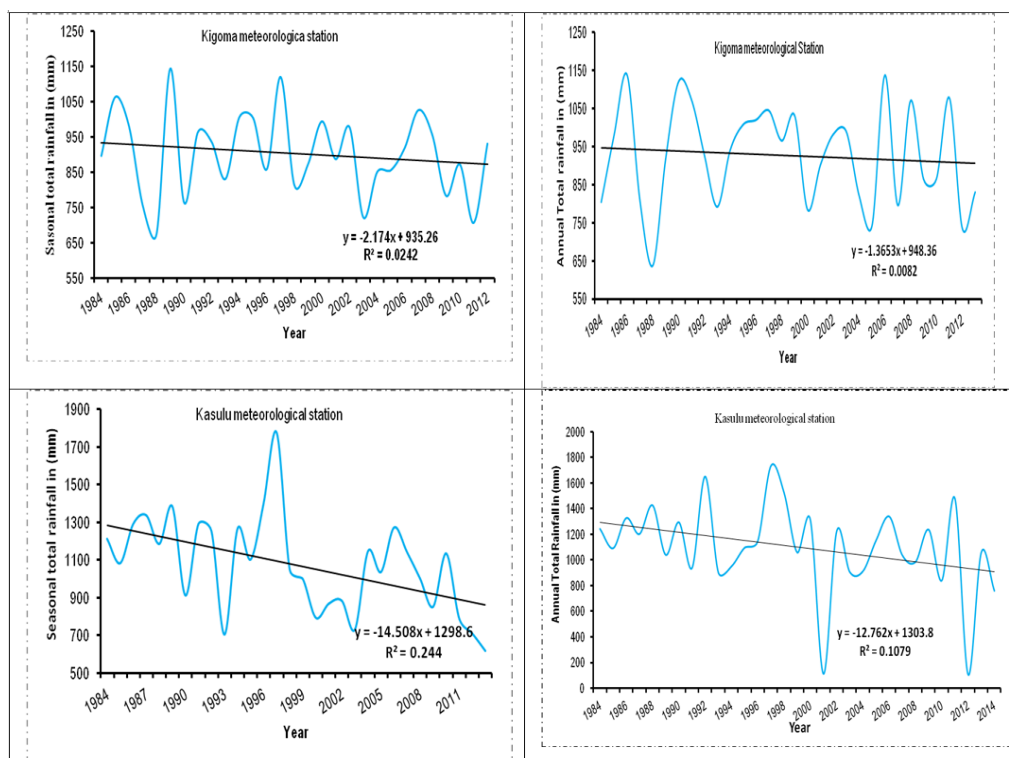 Kigoma meteorologica station
Sasonal total rainfall in (mm)
1250
1150
1050
950
850
750
650
550
y = -2.174x + 935.26
R² = 0.0242
1984 1986 1988 1990 1992 1994 1996 1998 2000 2002 2004 2006 2008 2010 2012
Year
Kigoma meteorological Station
Annual Total rainfall in (mm)
1250
1150
1050
950
850
750
650
550
y = -1.3653x + 948.36
R² = 0.0082
1984 1986 1988 1990 1992 1994 1996 1998 2000 2002 2004 2006 2008 2010 2012
Year
Kasulu meteorological station
Seasonal total rainfall in (mm)
1900
1700
1500
1300
1100
900
700
500
y = -14.508x + 1298.6
R² = 0.244
1984 1987 1990 1993 1996 1999 2002 2005 2008 2011
Year
Kasulu meteorological station
Annual Total Rainfall in (mm)
2000
1800
1600
1400
1200
1000
800
600
400
200
0
y = -12.762x + 1303.8
R² = 0.1079
1984 1986 1988 1990 1992 1994 1996 1998 2000 2002 2004 2006 2008 2010 2012 2014
Year